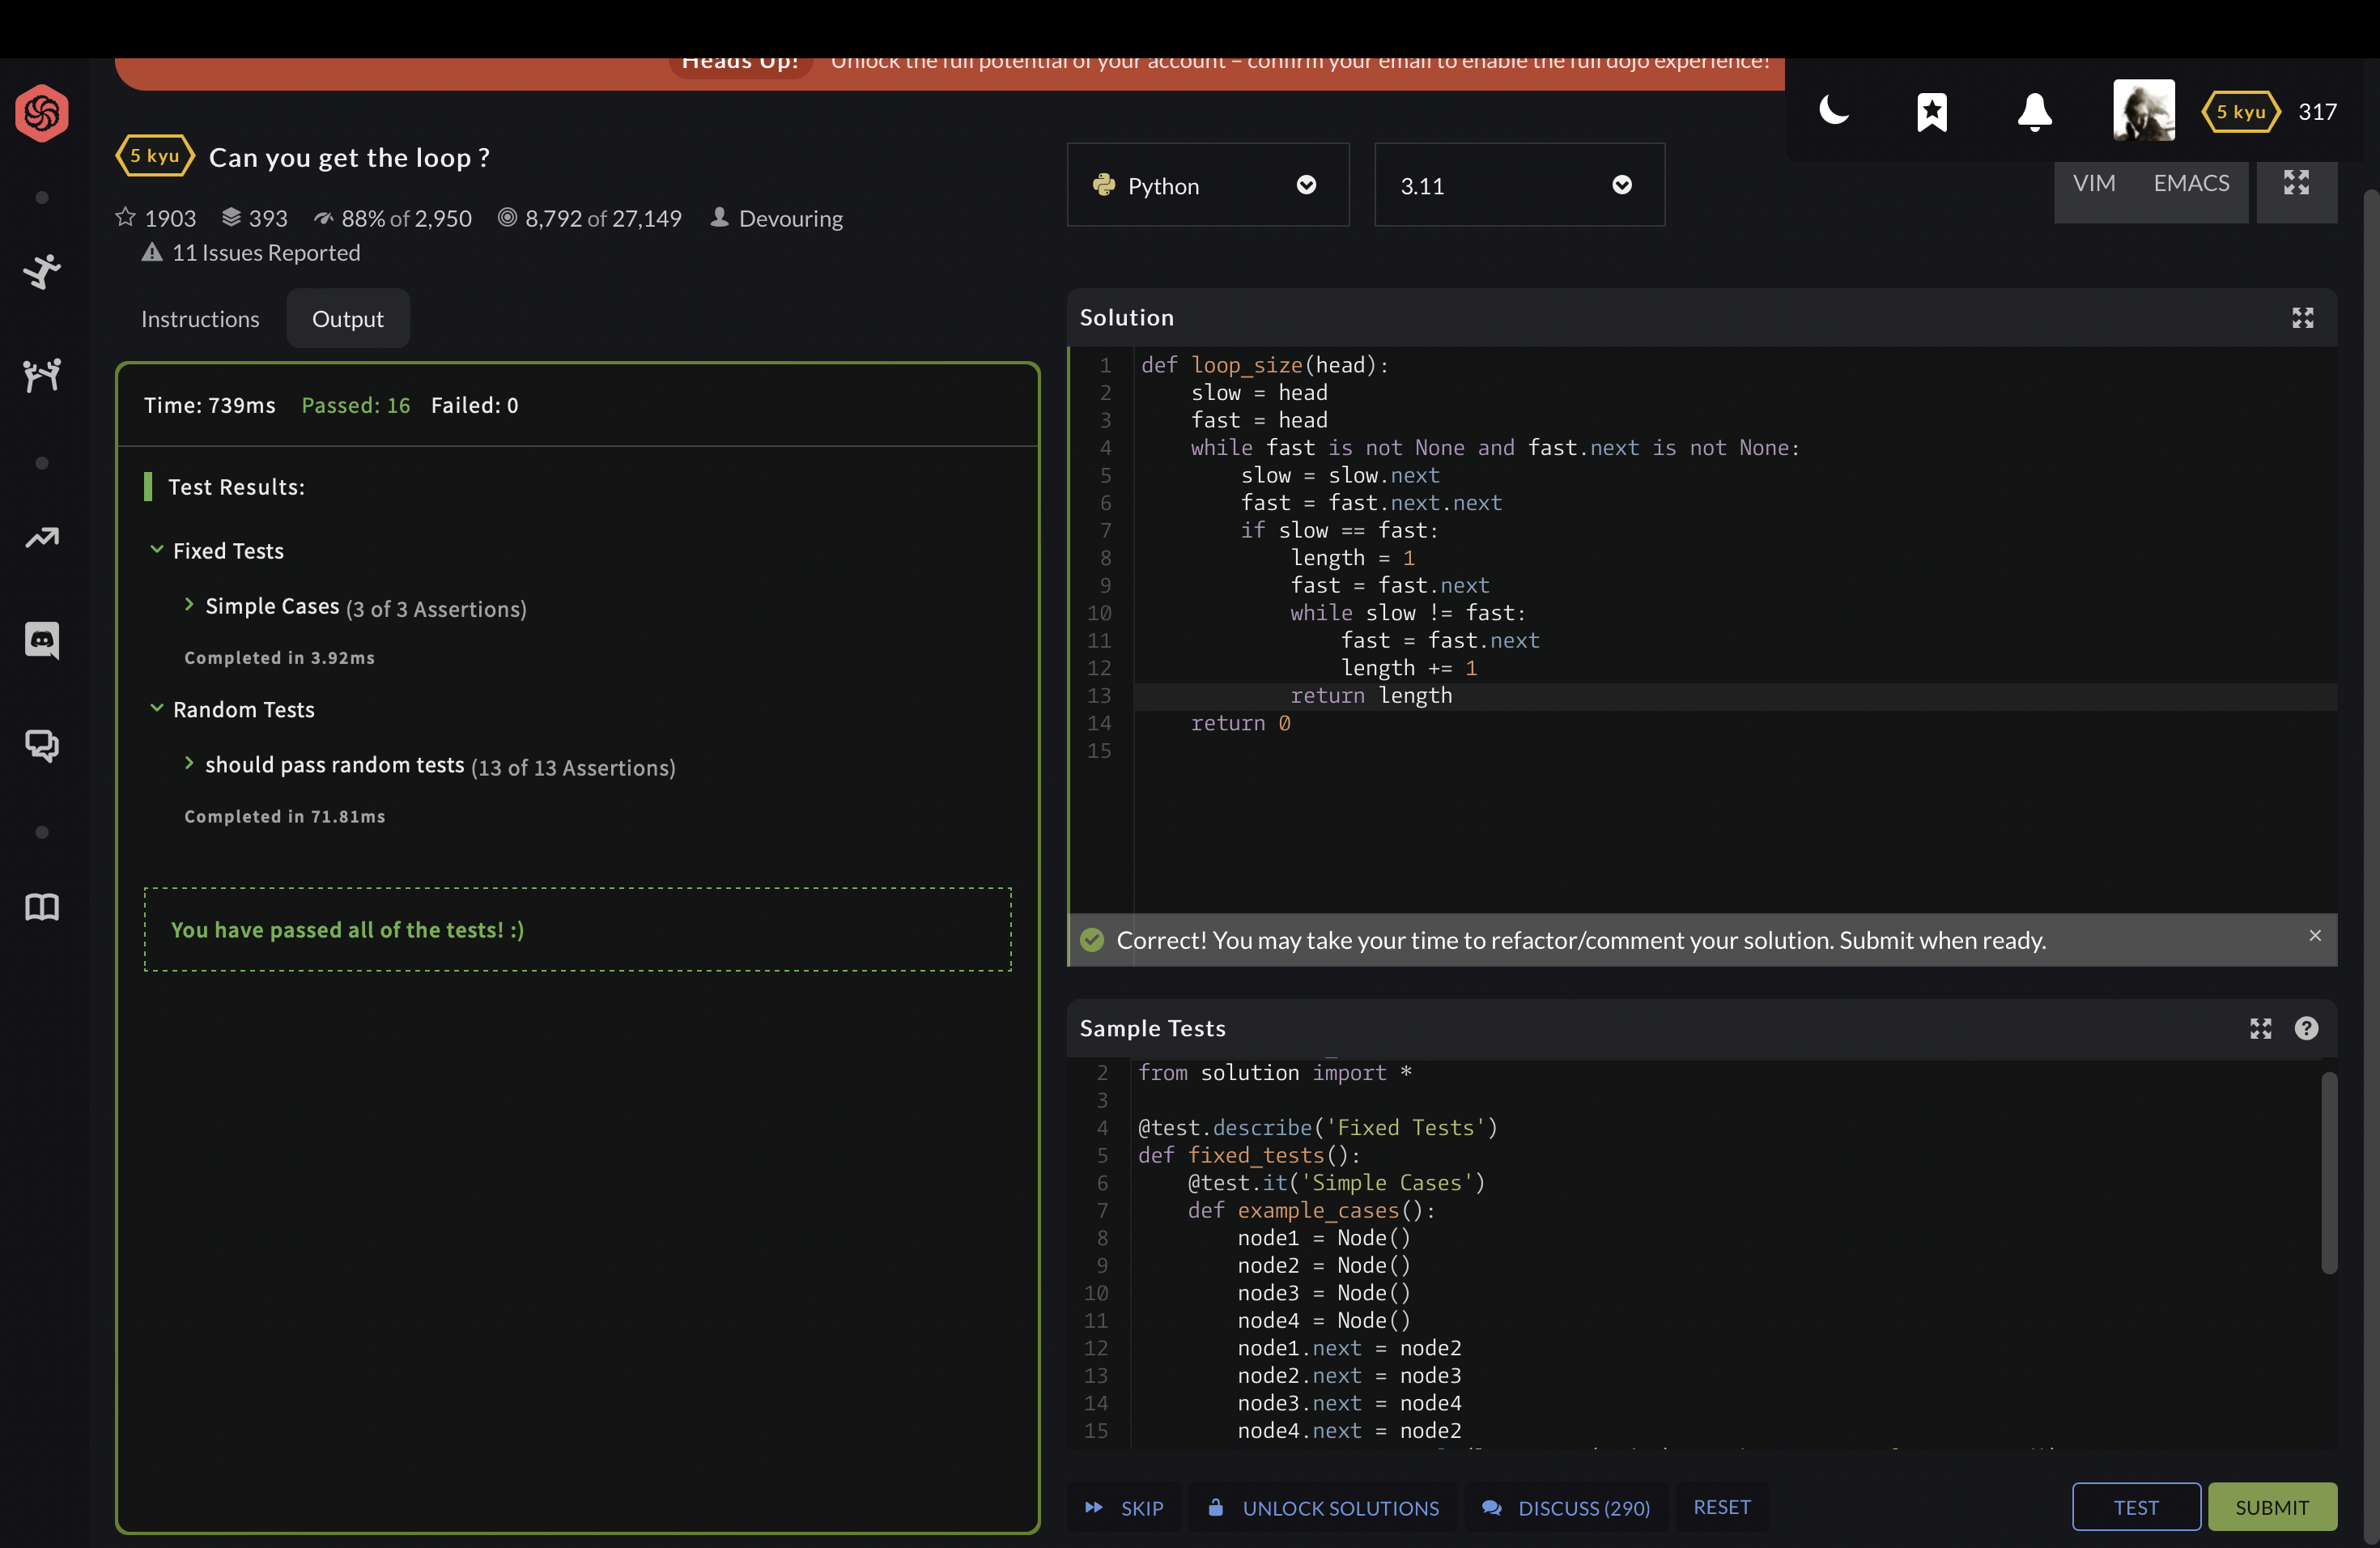 Heads Up! Unlock the full potential of your account – confirm your email to enable the full dojo experience!
5 kyu 317
5 kyu Can you get the loop ?
1903 393 88% of 2,950 8,792 of 27,149 Devouring
11 Issues Reported
Python
3.11
VIM EMACS
Instructions Output
Time: 739ms Passed: 16 Failed: 0
Test Results:
Fixed Tests
Simple Cases (3 of 3 Assertions)
Completed in 3.92ms
Random Tests
should pass random tests (13 of 13 Assertions)
Completed in 71.81ms
You have passed all of the tests! :)
Solution
1 def loop_size(head):
2     slow = head
3     fast = head
4     while fast is not None and fast.next is not None:
5         slow = slow.next
6         fast = fast.next.next
7         if slow == fast:
8             length = 1
9             fast = fast.next
10             while slow != fast:
11                 fast = fast.next
12                 length += 1
13             return length
14     return 0
15
Correct! You may take your time to refactor/comment your solution. Submit when ready.
Sample Tests
2 from solution import *
3
4 @test.describe('Fixed Tests')
5 def fixed_tests():
6     @test.it('Simple Cases')
7     def example_cases():
8         node1 = Node()
9         node2 = Node()
10         node3 = Node()
11         node4 = Node()
12         node1.next = node2
13         node2.next = node3
14         node3.next = node4
15         node4.next = node2
SKIP UNLOCK SOLUTIONS DISCUSS (290) RESET TEST SUBMIT